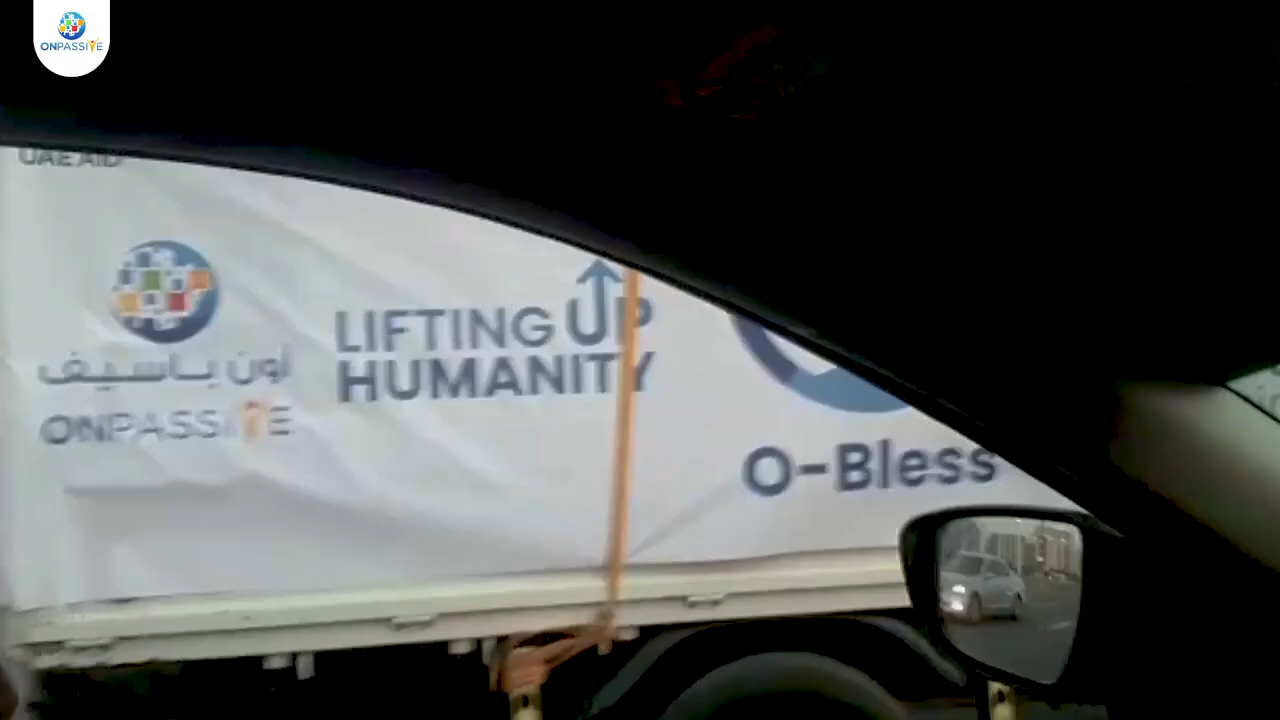 ONPASSIVE
UAE AID
اون باسيف
ONPASSIVE
LIFTING UP
HUMANITY
O-Bless